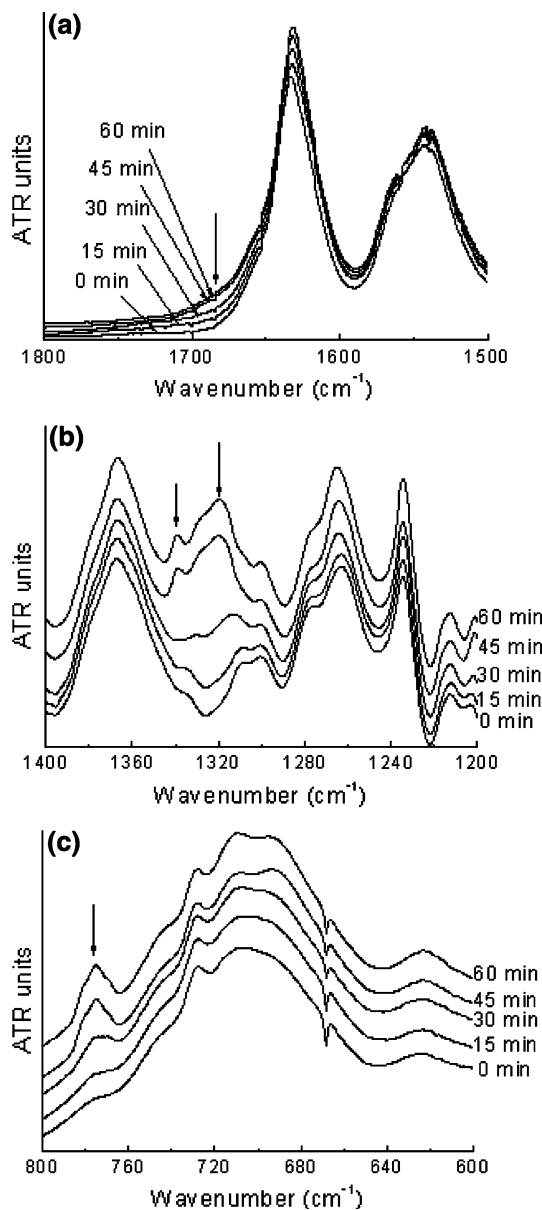 (a)
ATR units
60 min
45 min
30 min
15 min
0 min
1800 1700 1600 1500
Wavenumber (cm⁻¹)
(b)
ATR units
60 min
45 min
30 min
15 min
0 min
1400 1360 1320 1280 1240 1200
Wavenumber (cm⁻¹)
(c)
ATR units
60 min
45 min
30 min
15 min
0 min
800 760 720 680 640 600
Wavenumber (cm⁻¹)